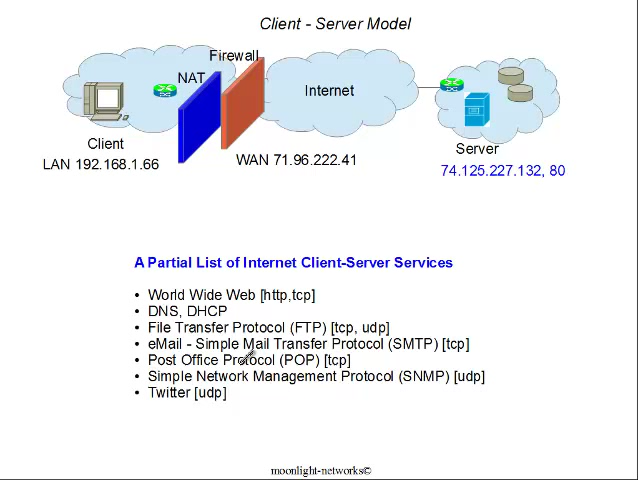 Client - Server Model
Firewall
NAT
Internet
Client
Server
LAN 192.168.1.66
WAN 71.96.222.41
74.125.227.132, 80
A Partial List of Internet Client-Server Services
• World Wide Web [http,tcp]
• DNS, DHCP
• File Transfer Protocol (FTP) [tcp, udp]
• eMail - Simple Mail Transfer Protocol (SMTP) [tcp]
• Post Office Protocol (POP) [tcp]
• Simple Network Management Protocol (SNMP) [udp]
• Twitter [udp]
moonlight-networks©